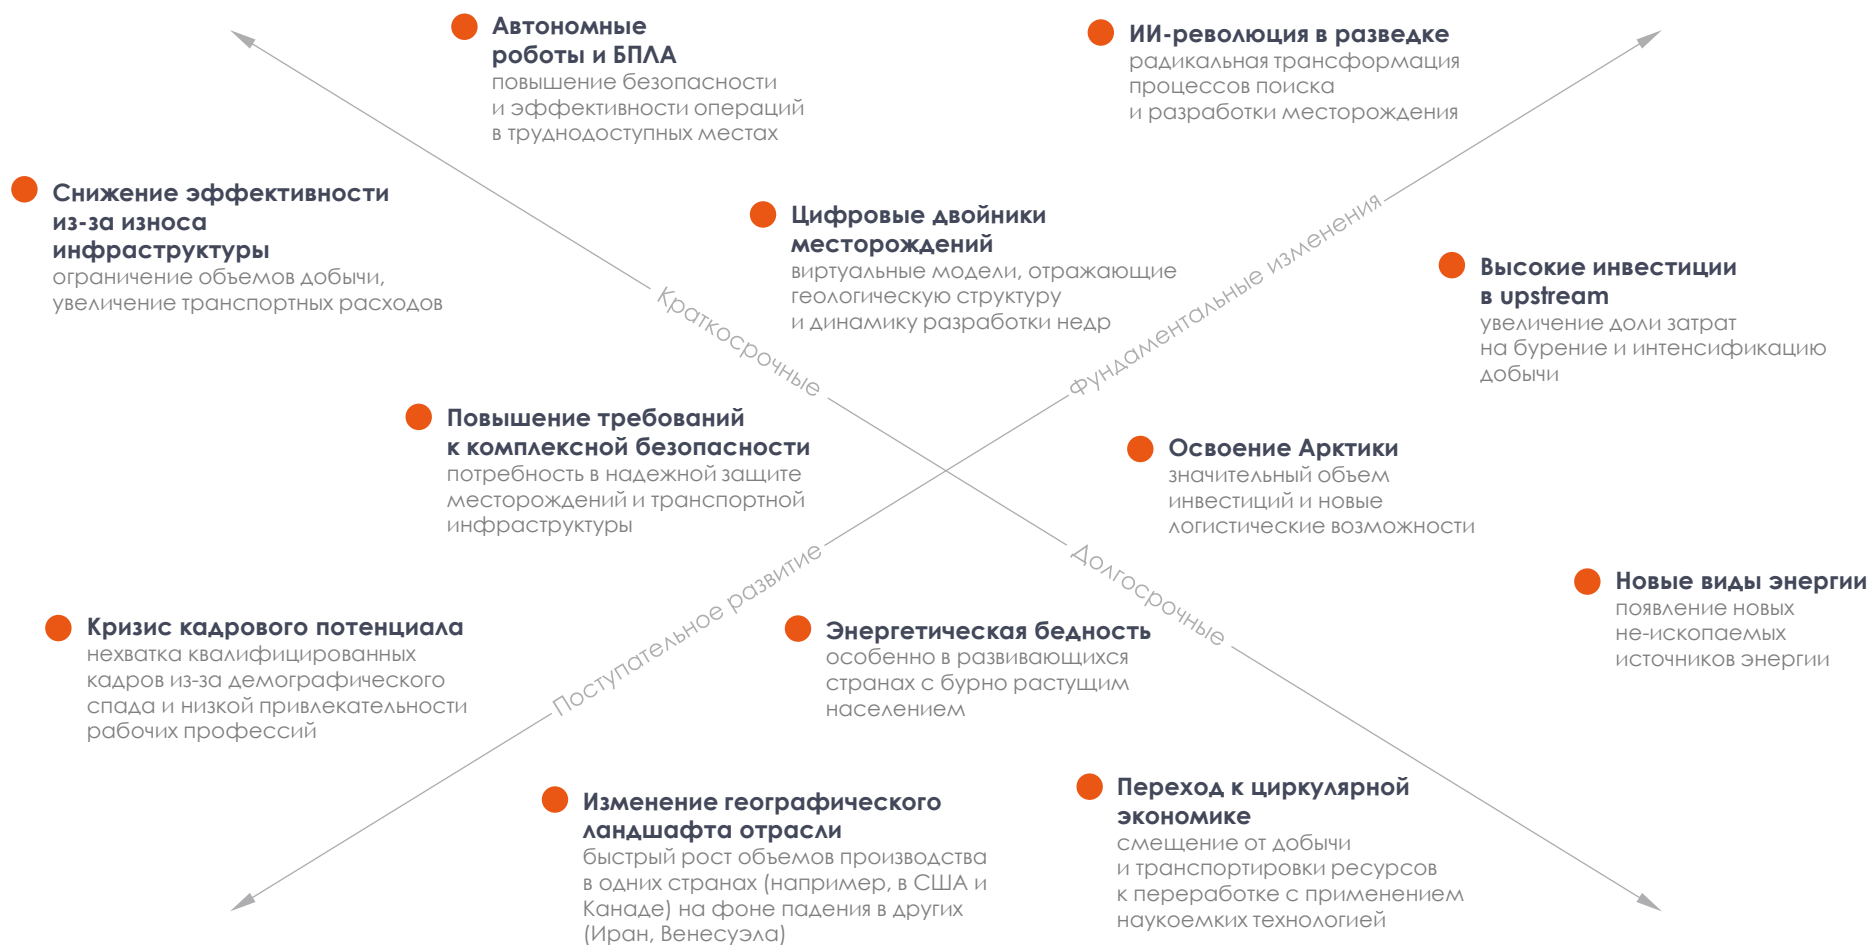 Автономные
роботы и БПЛА
повышение безопасности
и эффективности операций
в труднодоступных местах
ИИ-революция в разведке
радикальная трансформация
процессов поиска
и разработки месторождения
Снижение эффективности
из-за износа
инфраструктуры
ограничение объемов добычи,
увеличение транспортных расходов
Цифровые двойники
месторождений
виртуальные модели, отражающие
геологическую структуру
и динамику разработки недр
Высокие инвестиции
в upstream
увеличение доли затрат
на бурение и интенсификацию
добычи
Краткосрочные
Фундаментальные изменения
Повышение требований
к комплексной безопасности
потребность в надежной защите
месторождений и транспортной
инфраструктуры
Освоение Арктики
значительный объем
инвестиций и новые
логистические возможности
Поступательное развитие
Долгосрочные
Новые виды энергии
появление новых
не-ископаемых
источников энергии
Кризис кадрового потенциала
нехватка квалифицированных
кадров из-за демографического
спада и низкой привлекательности
рабочих профессий
Энергетическая бедность
особенно в развивающихся
странах с бурно растущим
населением
Изменение географического
ландшафта отрасли
быстрый рост объемов производства
в одних странах (например, в США и
Канаде) на фоне падения в других
(Иран, Венесуэла)
Переход к циркулярной
экономике
смещение от добычи
и транспортировки ресурсов
к переработке с применением
наукоемких технологией